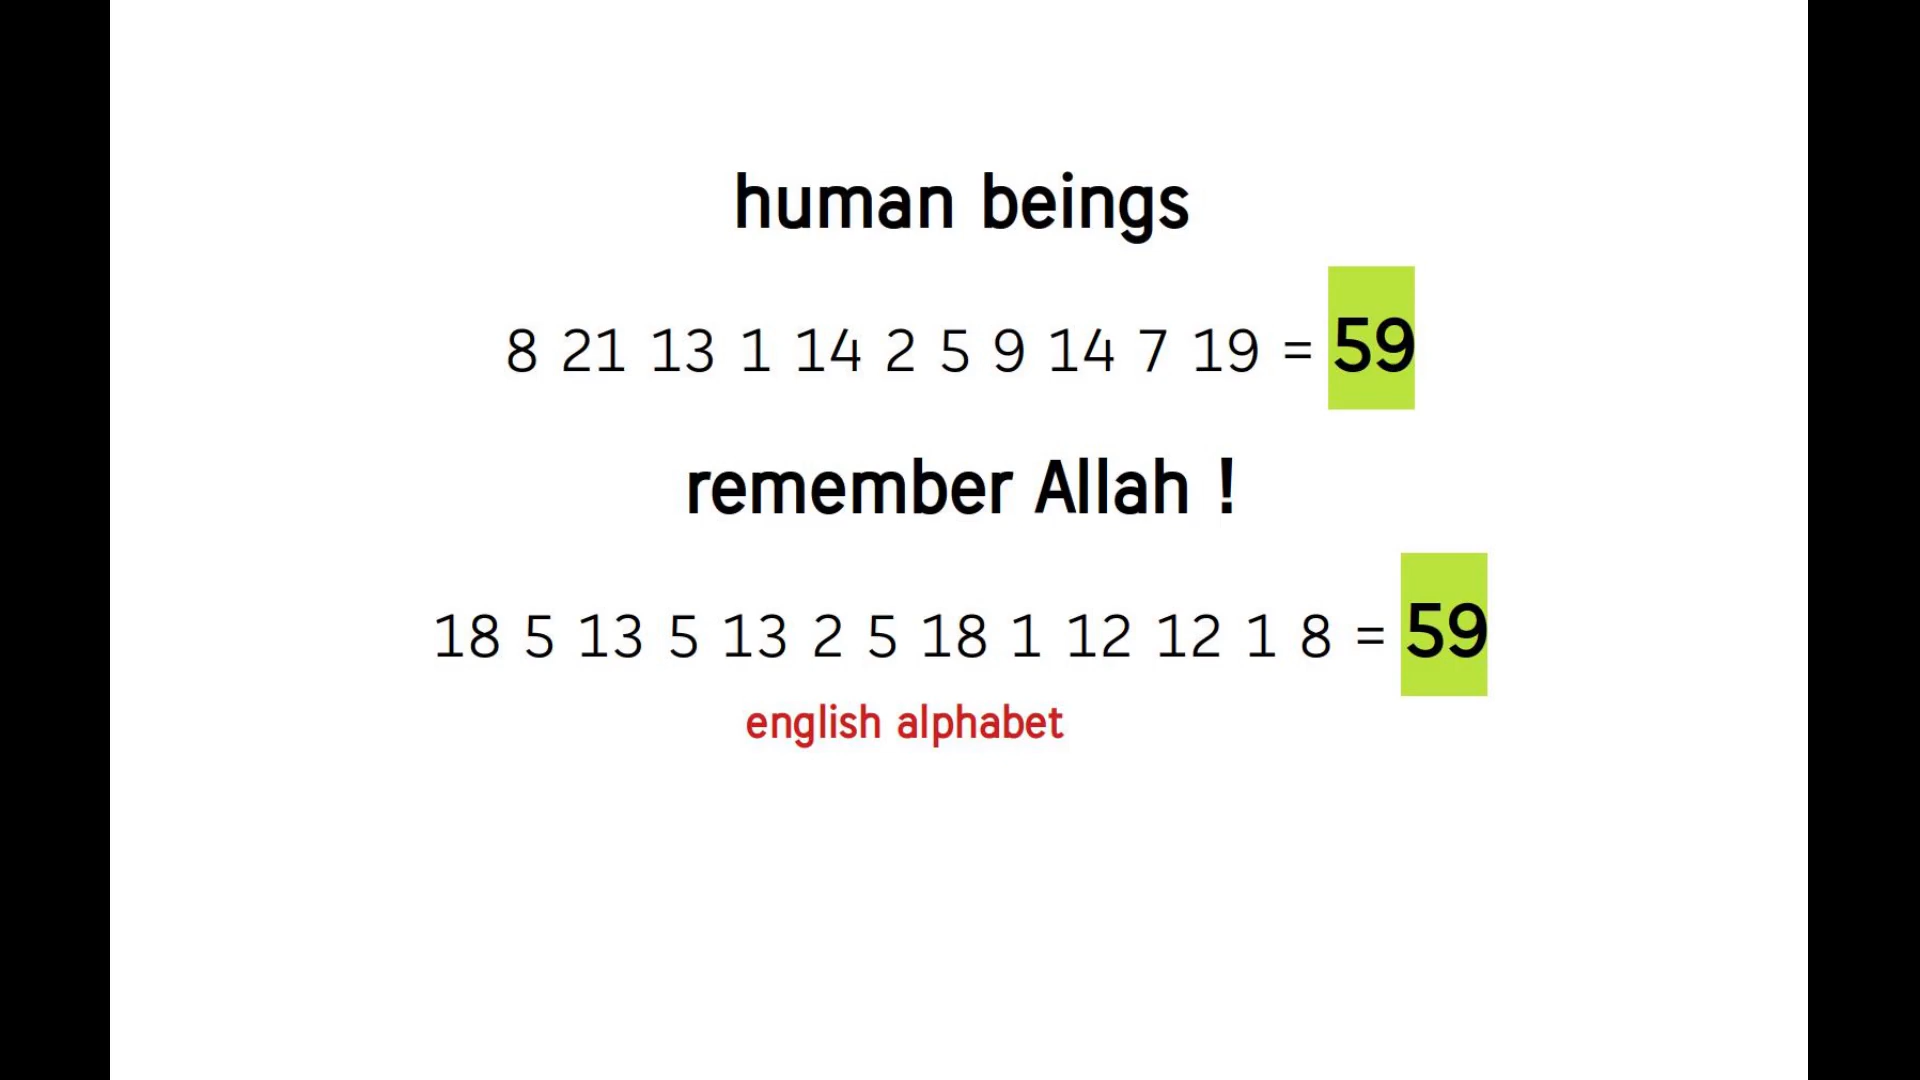 human beings
8 21 13 1 14 2 5 9 14 7 19 = 59
remember Allah !
18 5 13 5 13 2 5 18 1 12 12 1 8 = 59
english alphabet